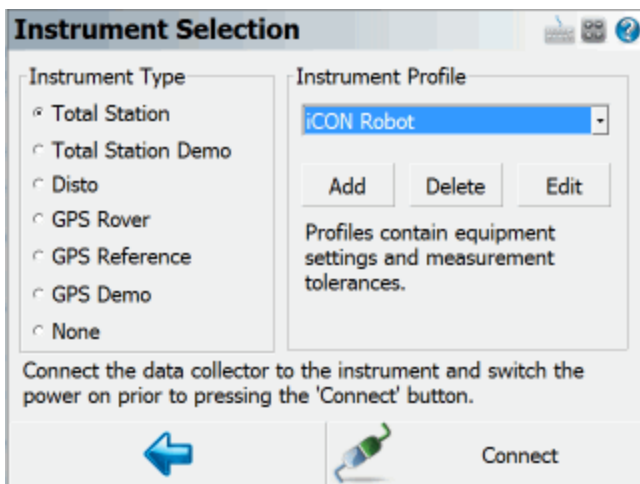 Instrument Selection
Instrument Type
Total Station
Total Station Demo
Disto
GPS Rover
GPS Reference
GPS Demo
None
Instrument Profile
iCON Robot
Add
Delete
Edit
Profiles contain equipment
settings and measurement
tolerances.
Connect the data collector to the instrument and switch the
power on prior to pressing the 'Connect' button.
Connect